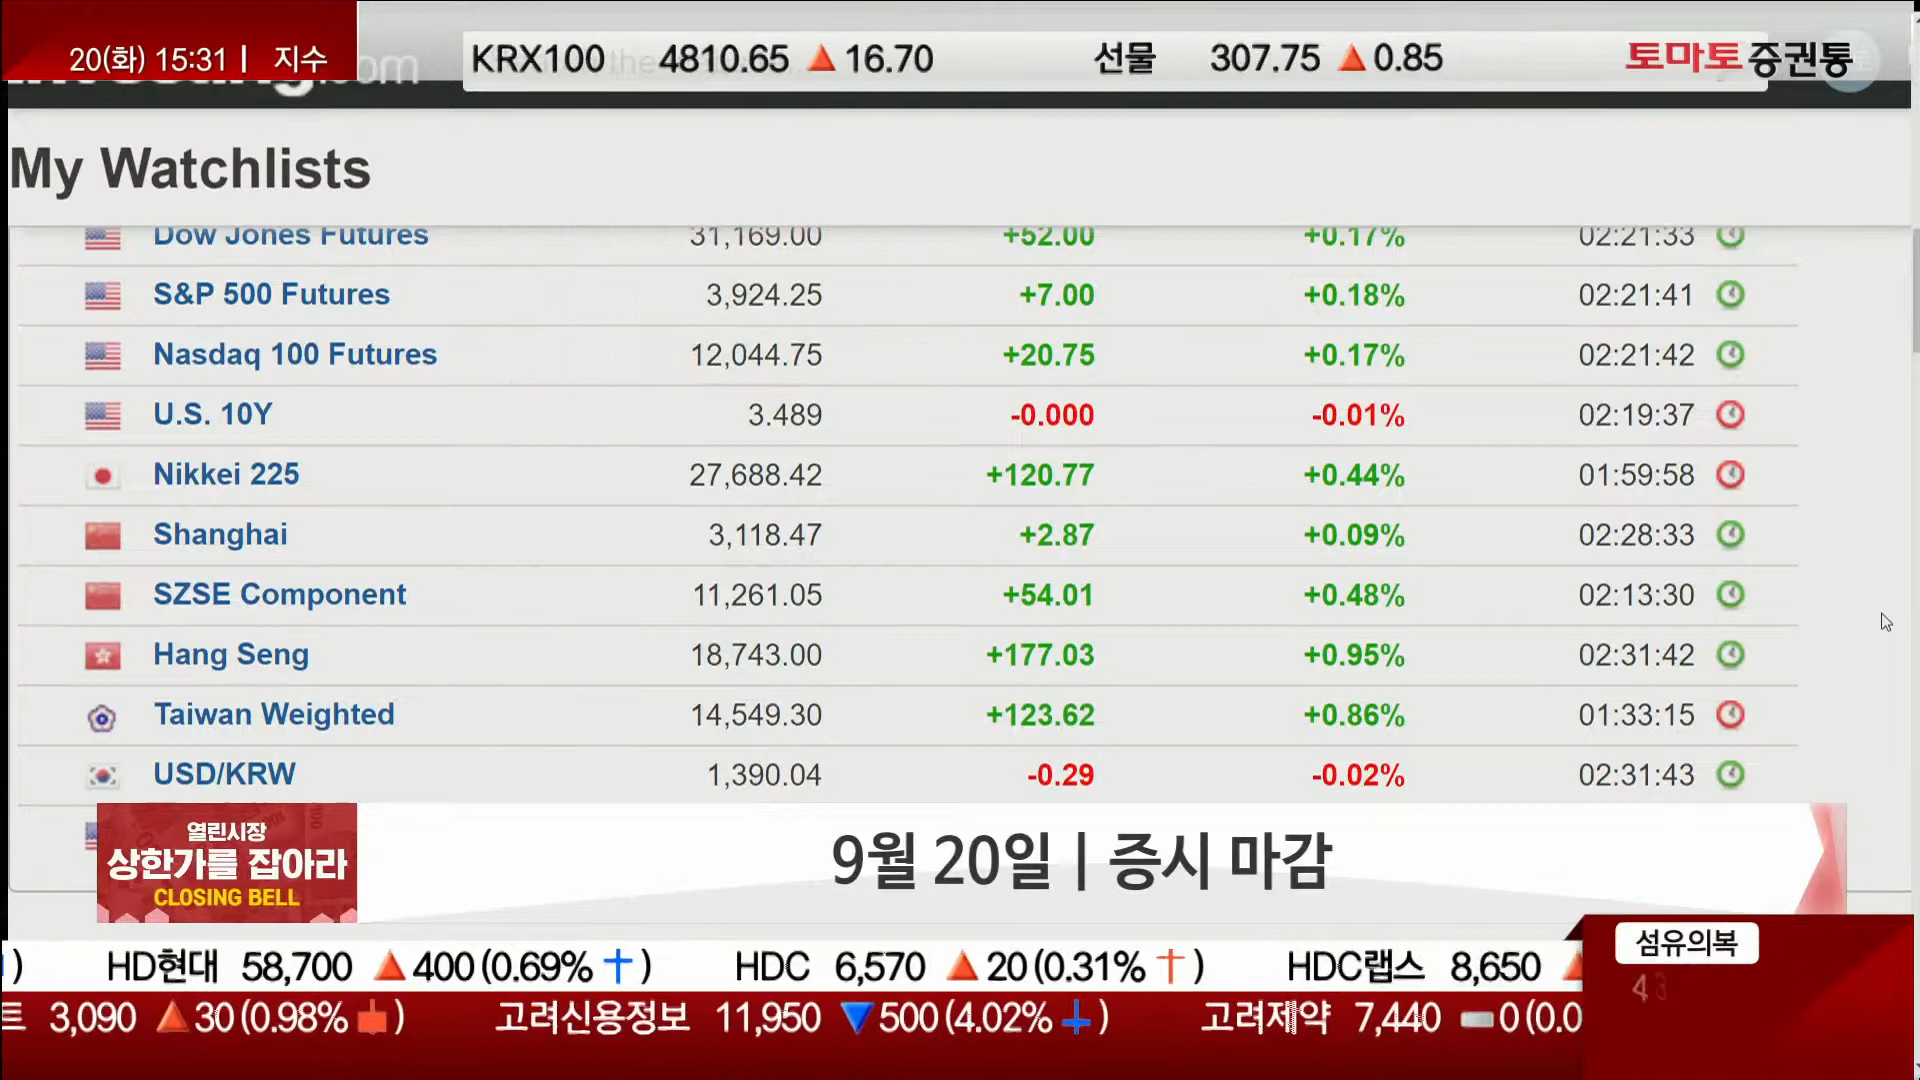 20(화) 15:31 | 지수
KRX100 4810.65 ▲ 16.70 선물 307.75 ▲ 0.85
토마토증권통
My Watchlists
Dow Jones Futures 31,169.00 +52.00 +0.17% 02:21:33
S&P 500 Futures 3,924.25 +7.00 +0.18% 02:21:41
Nasdaq 100 Futures 12,044.75 +20.75 +0.17% 02:21:42
U.S. 10Y 3.489 -0.000 -0.01% 02:19:37
Nikkei 225 27,688.42 +120.77 +0.44% 01:59:58
Shanghai 3,118.47 +2.87 +0.09% 02:28:33
SZSE Component 11,261.05 +54.01 +0.48% 02:13:30
Hang Seng 18,743.00 +177.03 +0.95% 02:31:42
Taiwan Weighted 14,549.30 +123.62 +0.86% 01:33:15
USD/KRW 1,390.04 -0.29 -0.02% 02:31:43
열린시장
상한가를 잡아라
CLOSING BELL
9월 20일 | 증시 마감
) HD현대 58,700 ▲ 400 (0.69% ) HDC 6,570 ▲ 20 (0.31% ) HDC랩스 8,650 ▲
섬유의복
3,090 ▲ 30 (0.98% ) 고려신용정보 11,950 ▼ 500 (4.02% ) 고려제약 7,440 0 (0.0